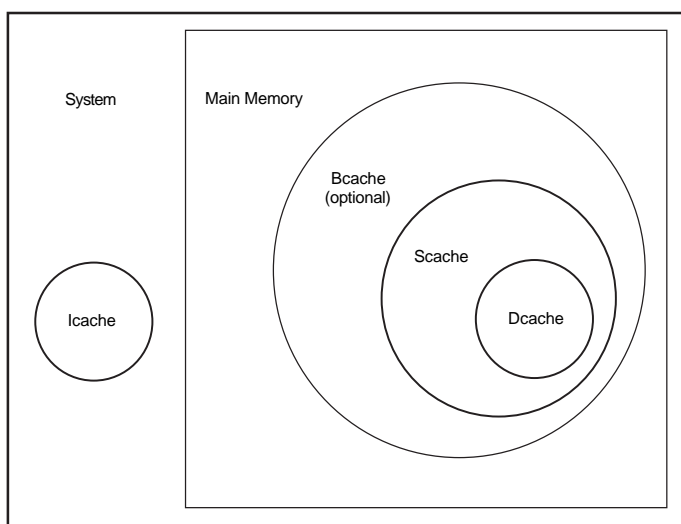 System
Main Memory
Bcache
(optional)
Scache
Icache
Dcache